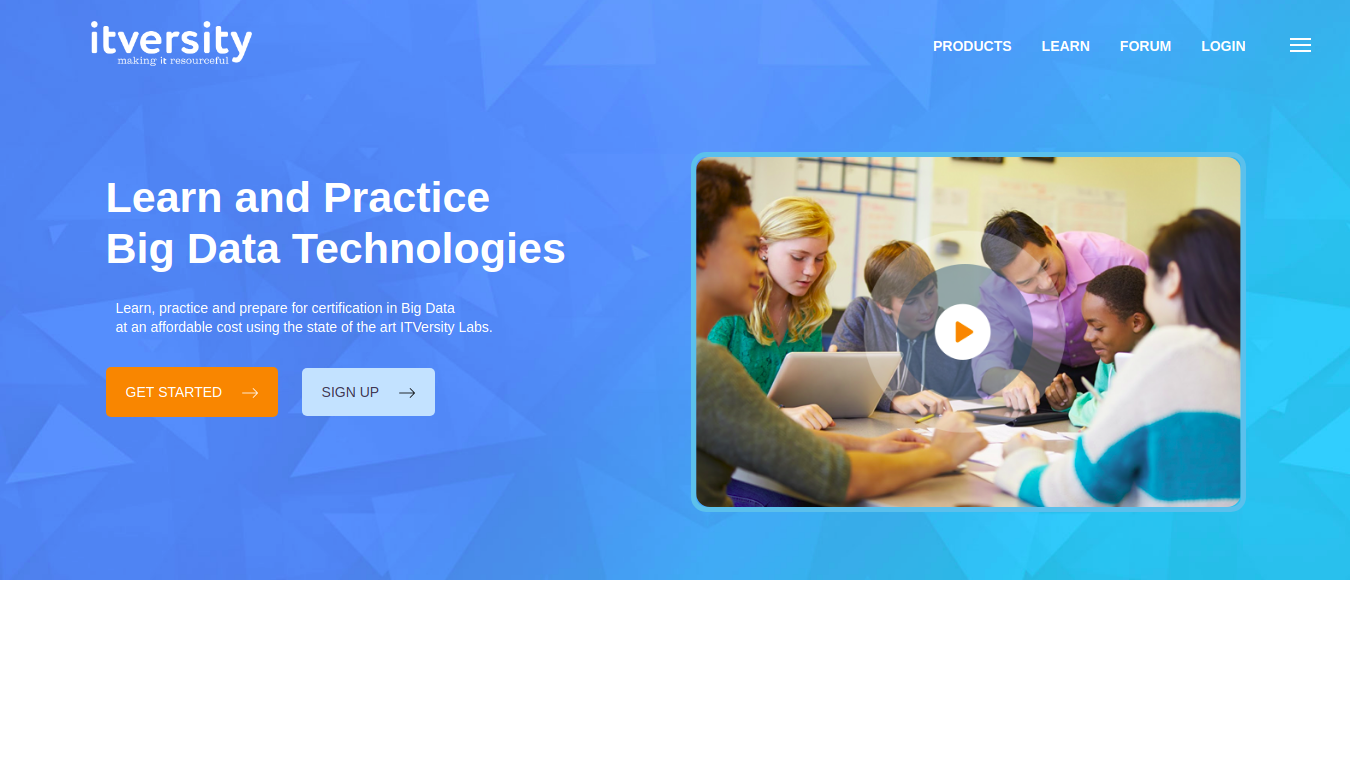 itversity
making it resourceful
PRODUCTS
LEARN
FORUM
LOGIN
Learn and Practice
Big Data Technologies
Learn, practice and prepare for certification in Big Data
at an affordable cost using the state of the art ITVersity Labs.
GET STARTED
SIGN UP